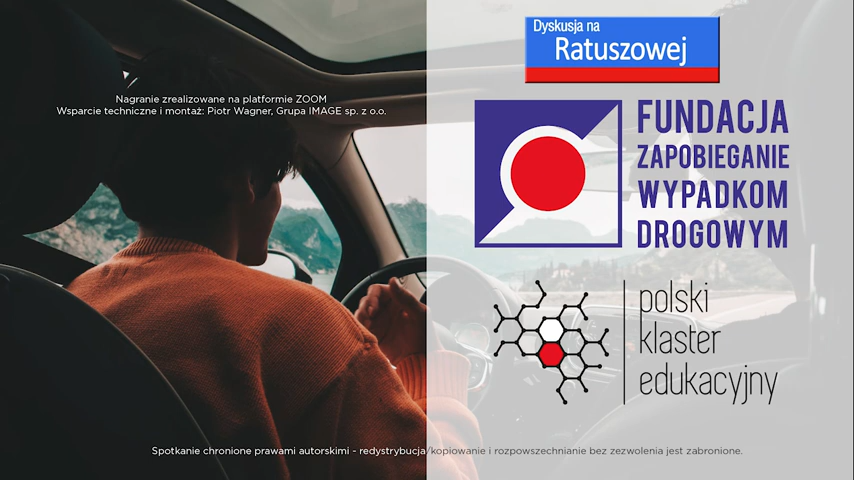 Nagranie zrealizowane na platformie ZOOM
Wsparcie techniczne i montaż: Piotr Wagner, Grupa IMAGE sp. z o.o.
Dyskusja na
Ratuszowej
FUNDACJA
ZAPOBIEGANIE
WYPADKOM
DROGOWYM
polski
klaster
edukacyjny
Spotkanie chronione prawami autorskimi - redystrybucja/kopiowanie i rozpowszechnianie bez zezwolenia jest zabronione.